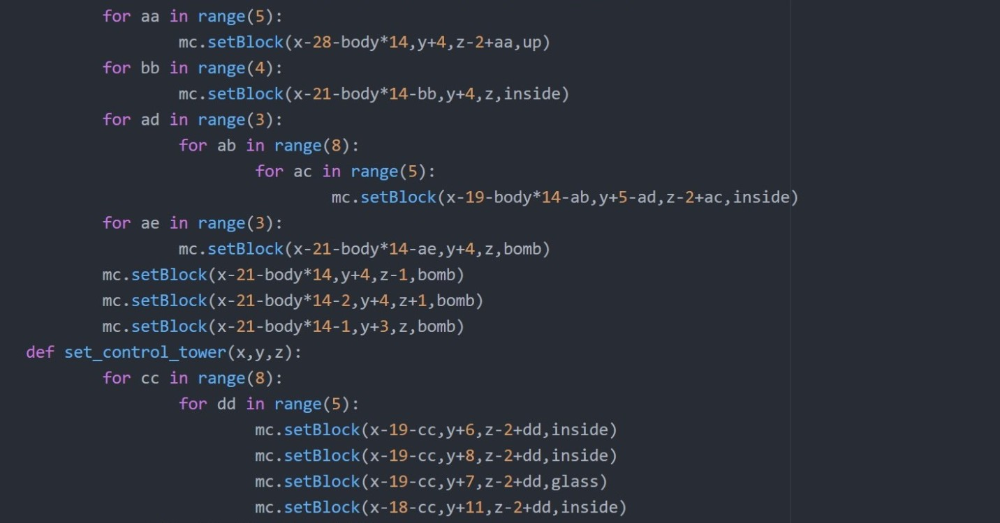 for aa in range(5):
mc.setBlock(x-28-body*14,y+4,z-2+aa,up)
for bb in range(4):
mc.setBlock(x-21-body*14-bb,y+4,z,inside)
for ad in range(3):
for ab in range(8):
for ac in range(5):
mc.setBlock(x-19-body*14-ab,y+5-ad,z-2+ac,inside)
for ae in range(3):
mc.setBlock(x-21-body*14-ae,y+4,z,bomb)
mc.setBlock(x-21-body*14,y+4,z-1,bomb)
mc.setBlock(x-21-body*14-2,y+4,z+1,bomb)
mc.setBlock(x-21-body*14-1,y+3,z,bomb)
def set_control_tower(x,y,z):
for cc in range(8):
for dd in range(5):
mc.setBlock(x-19-cc,y+6,z-2+dd,inside)
mc.setBlock(x-19-cc,y+8,z-2+dd,inside)
mc.setBlock(x-19-cc,y+7,z-2+dd,glass)
mc.setBlock(x-18-cc,y+11,z-2+dd,inside)